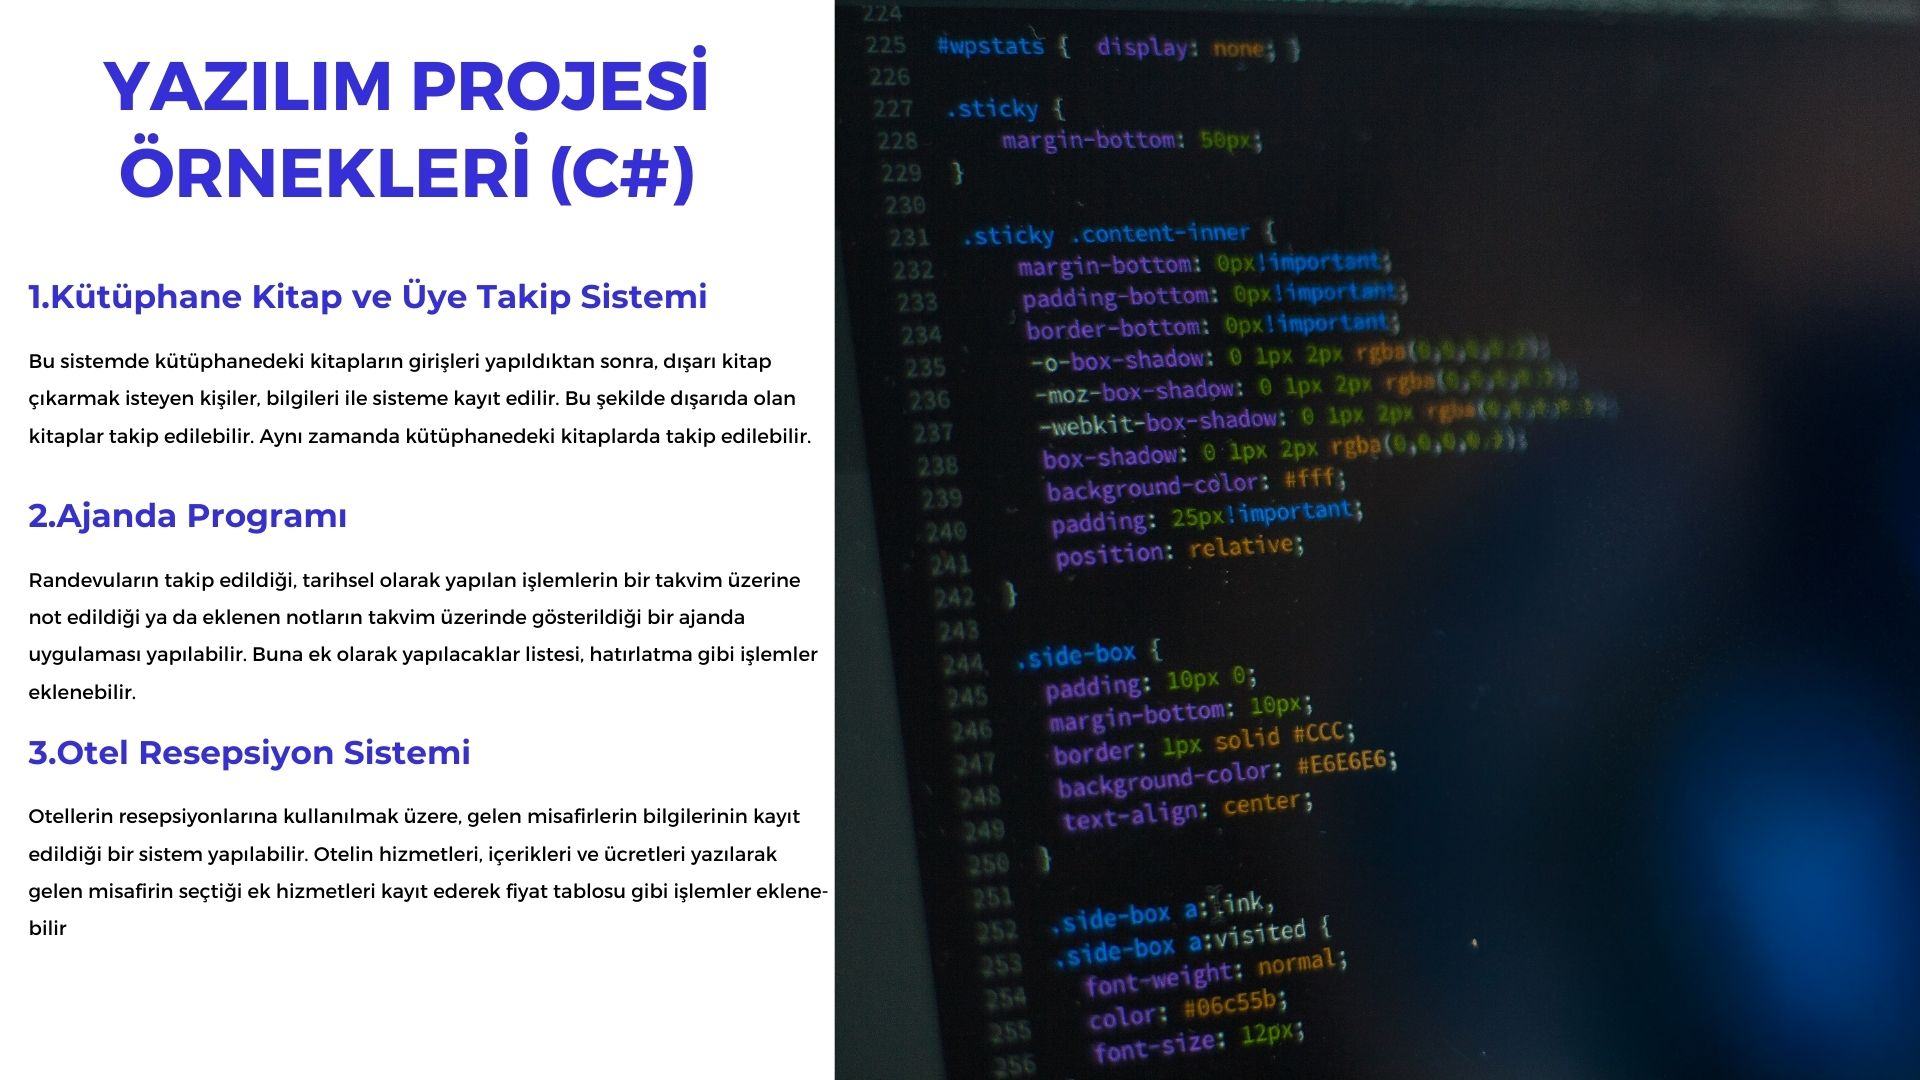 YAZILIM PROJESİ
ÖRNEKLERİ (C#)
1.Kütüphane Kitap ve Üye Takip Sistemi
Bu sistemde kütüphanedeki kitapların girişleri yapıldıktan sonra, dışarı kitap
çıkarmak isteyen kişiler, bilgileri ile sisteme kayıt edilir. Bu şekilde dışarıda olan
kitaplar takip edilebilir. Aynı zamanda kütüphanedeki kitaplarda takip edilebilir.
2.Ajanda Programı
Randevuların takip edildiği, tarihsel olarak yapılan işlemlerin bir takvim üzerine
not edildiği ya da eklenen notların takvim üzerinde gösterildiği bir ajanda
uygulaması yapılabilir. Buna ek olarak yapılacaklar listesi, hatırlatma gibi işlemler
eklenebilir.
3.Otel Resepsiyon Sistemi
Otellerin resepsiyonlarına kullanılmak üzere, gelen misafirlerin bilgilerinin kayıt
edildiği bir sistem yapılabilir. Otelin hizmetleri, içerikleri ve ücretleri yazılarak
gelen misafirin seçtiği ek hizmetleri kayıt ederek fiyat tablosu gibi işlemler eklene-
bilir
224
225 #wpstats { display: none; }
226
227 .sticky {
228 margin-bottom: 50px;
229 }
230
231 .sticky .content-inner {
232 margin-bottom: 0px!important;
233 padding-bottom: 0px!important;
234 border-bottom: 0px!important;
235 -o-box-shadow: 0 1px 2px
236 -moz-box-shadow: 0 1px 2px
237 -webkit-box-shadow: 0 1px 2px
238 box-shadow: 0 1px 2px
239 background-color: #fff;
240 padding: 25px!important;
241 position: relative;
242 }
243
244 .side-box {
245 padding: 10px 0;
246 margin-bottom: 10px;
247 border: 1px solid #CCC;
248 background-color: #E6E6E6;
249 text-align: center;
250 }
251
252 .side-box a:link,
253 .side-box a:visited {
254 font-weight: normal;
255 color: #06c55b;
256 font-size: 12px;